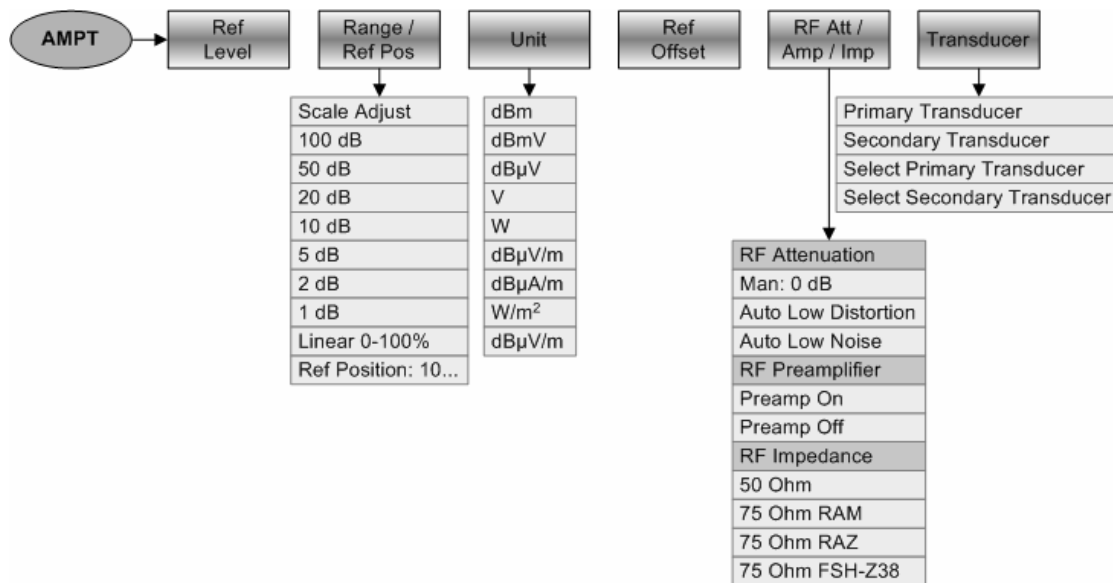 AMPT
Ref
Level
Range /
Ref Pos
Unit
Ref
Offset
RF Att /
Amp / Imp
Transducer
Scale Adjust
100 dB
50 dB
20 dB
10 dB
5 dB
2 dB
1 dB
Linear 0-100%
Ref Position: 10...
dBm
dBmV
dBµV
V
W
dBµV/m
dBµA/m
W/m²
dBµV/m
RF Attenuation
Man: 0 dB
Auto Low Distortion
Auto Low Noise
RF Preamplifier
Preamp On
Preamp Off
RF Impedance
50 Ohm
75 Ohm RAM
75 Ohm RAZ
75 Ohm FSH-Z38
Primary Transducer
Secondary Transducer
Select Primary Transducer
Select Secondary Transducer